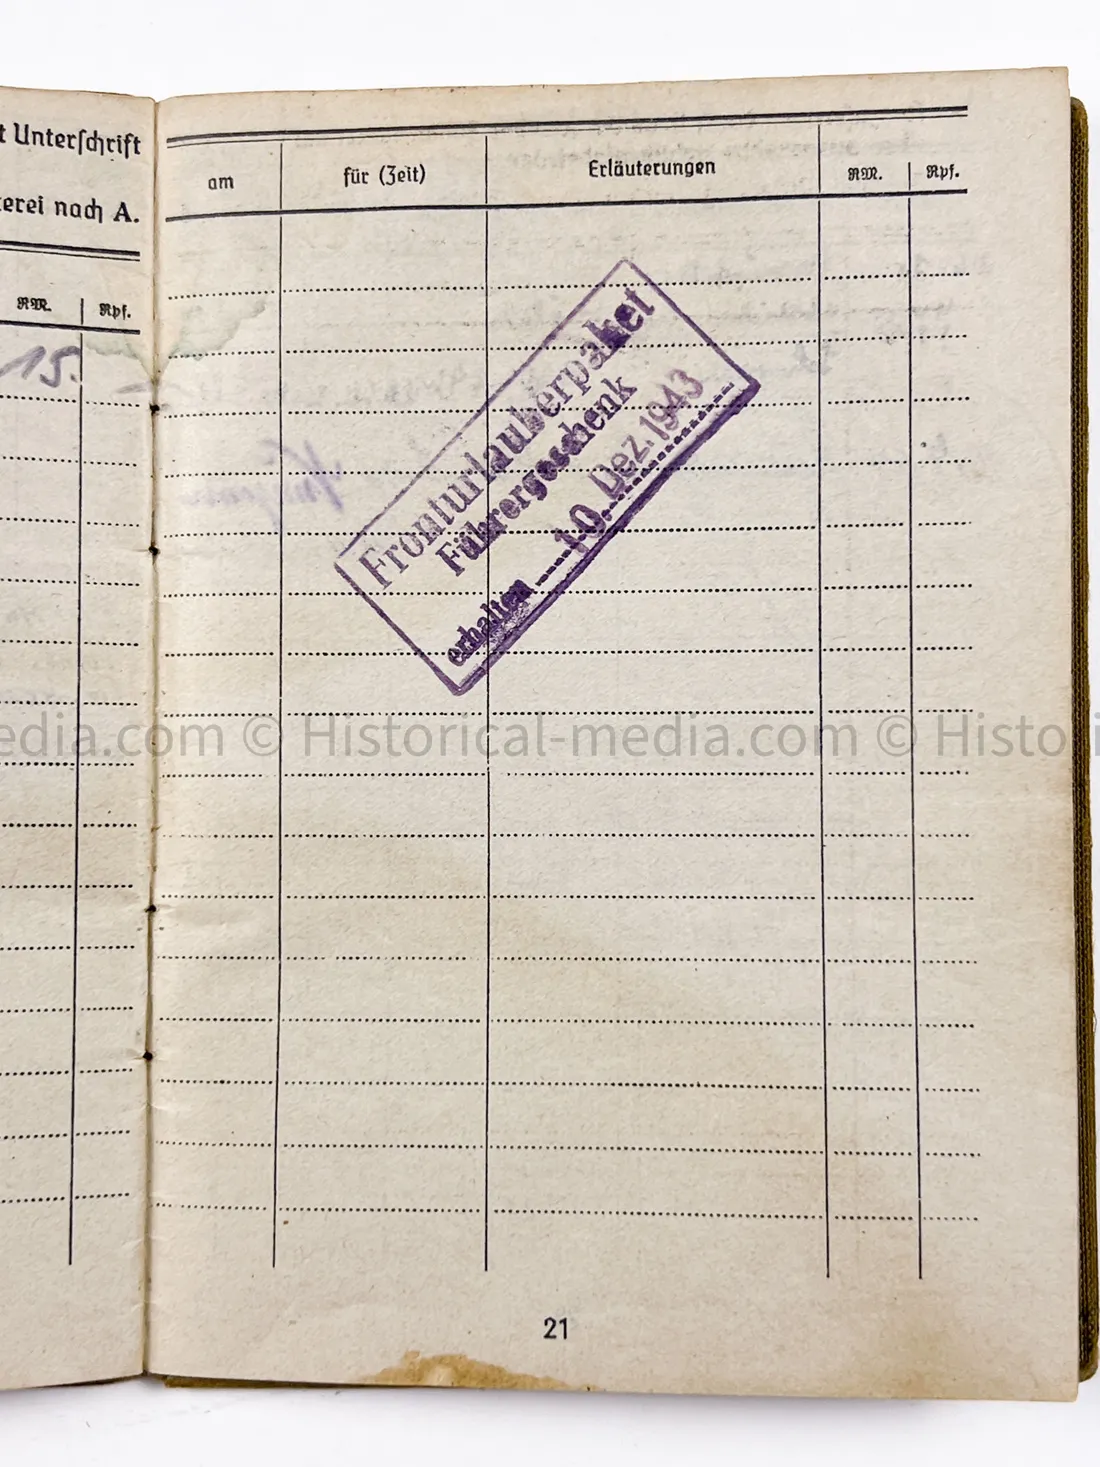 t Unterschrift
terei nach A.
RM. Rpf.
15.
am für (Zeit) Erläuterungen RM. Rpf.
Fronturlauberpaket
Führergeschenk
erhalten 10. Dez. 1943
edia.com © Historical-media.com © Histori
21